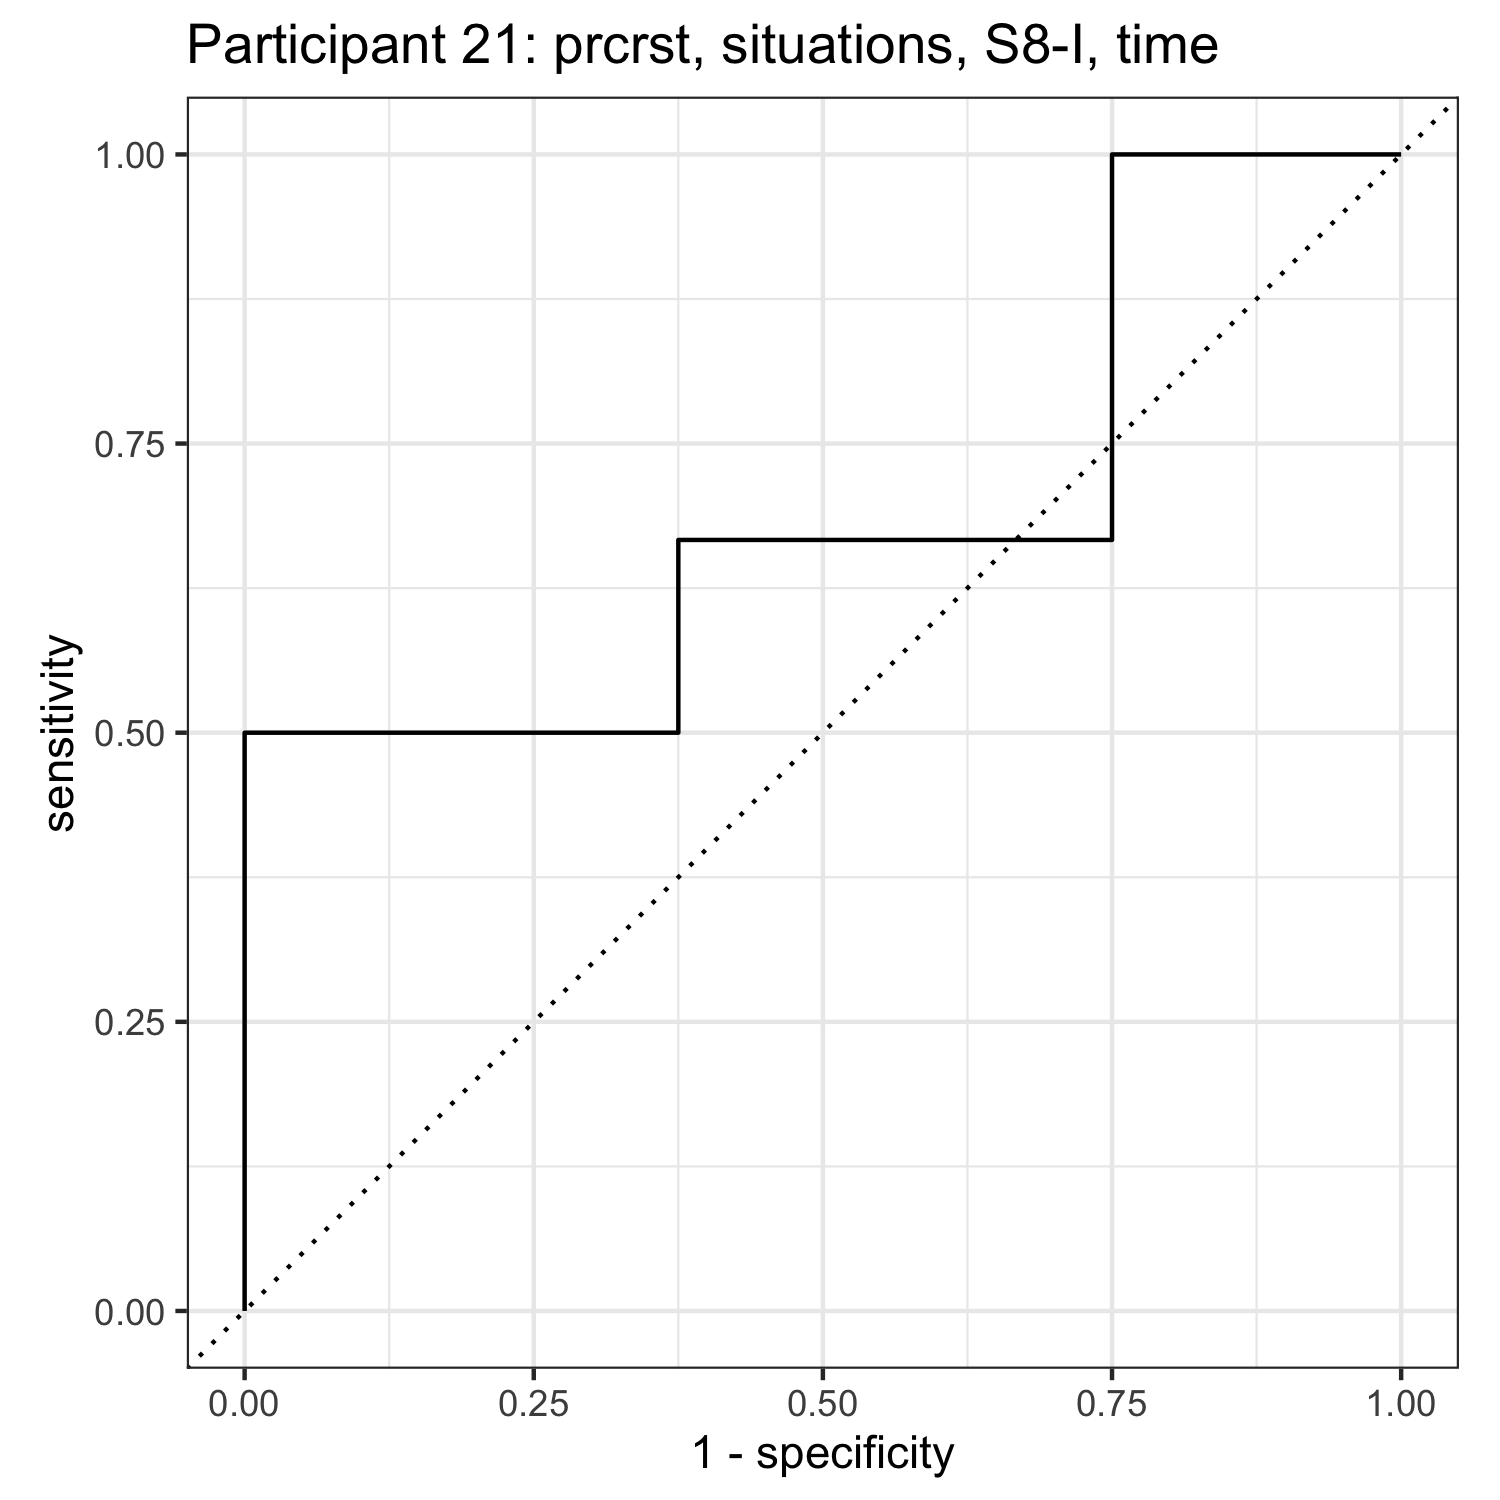 Participant 21: prcrst, situations, S8-I, time
1.00
0.75
0.50
0.25
0.00
sensitivity
0.00 0.25 0.50 0.75 1.00
1 - specificity